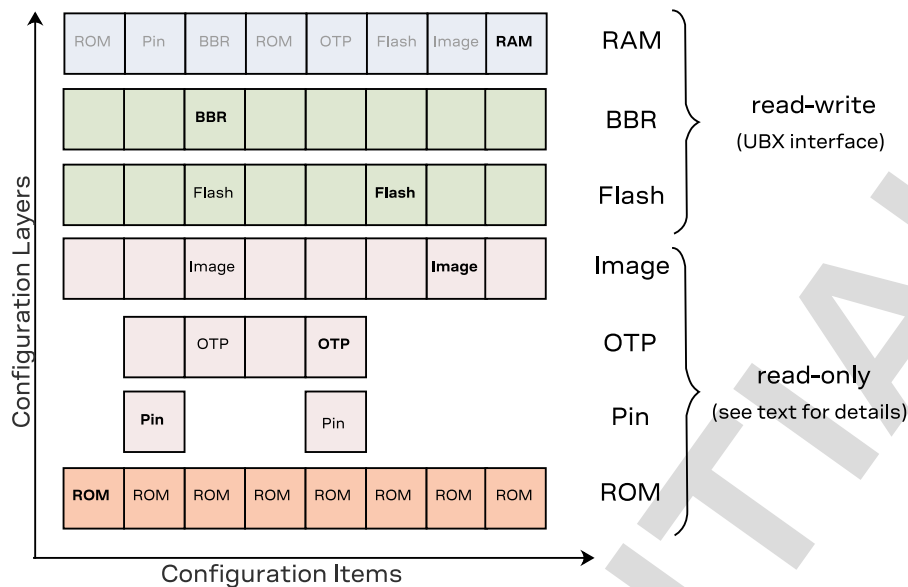 ROM Pin BBR ROM OTP Flash Image RAM RAM
BBR BBR
read-write
(UBX interface)
Flash Flash Flash
Image Image Image
OTP OTP OTP
read-only
(see text for details)
Pin Pin Pin
ROM ROM ROM ROM ROM ROM ROM ROM ROM
Configuration Layers
Configuration Items